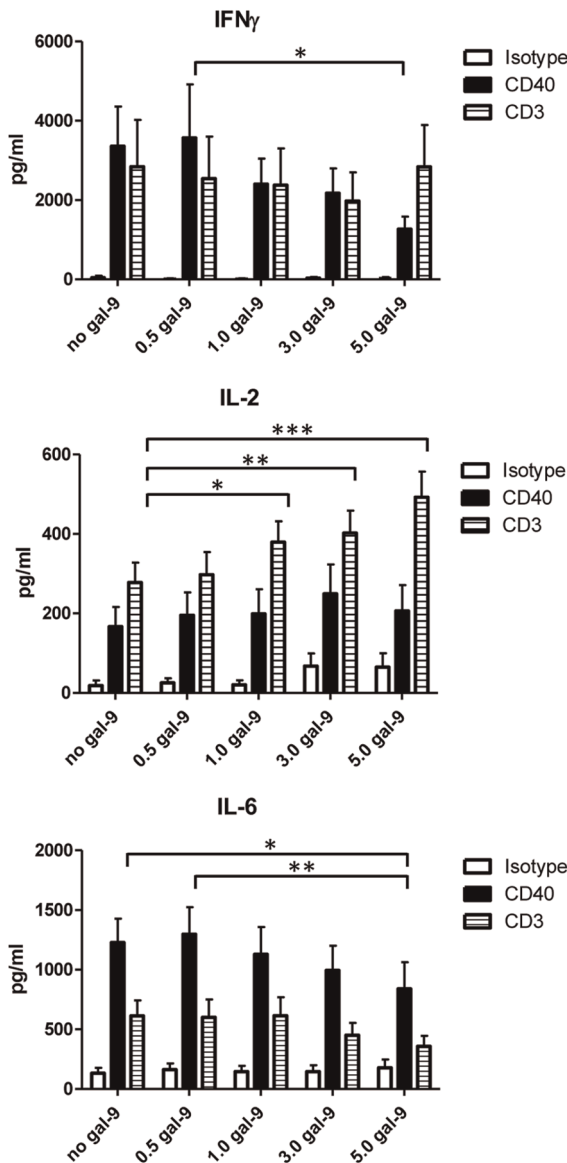 IFNγ
*
6000
4000
2000
0
pg/ml
Isotype
CD40
CD3
no gal-9
0.5 gal-9
1.0 gal-9
3.0 gal-9
5.0 gal-9
IL-2
***
**
*
600
400
200
0
pg/ml
Isotype
CD40
CD3
no gal-9
0.5 gal-9
1.0 gal-9
3.0 gal-9
5.0 gal-9
IL-6
*
**
2000
1500
1000
500
0
pg/ml
Isotype
CD40
CD3
no gal-9
0.5 gal-9
1.0 gal-9
3.0 gal-9
5.0 gal-9